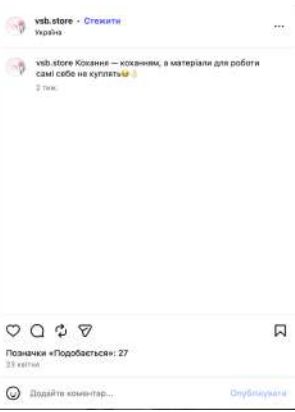 vsb.store • Стежити
Україна
vsb.store Кохання — коханням, а матеріали для роботи
самі себе не куплять
2 тиж.
Позначки «Подобається»: 27
23 квітня
Додайте коментар...
Опублікувати